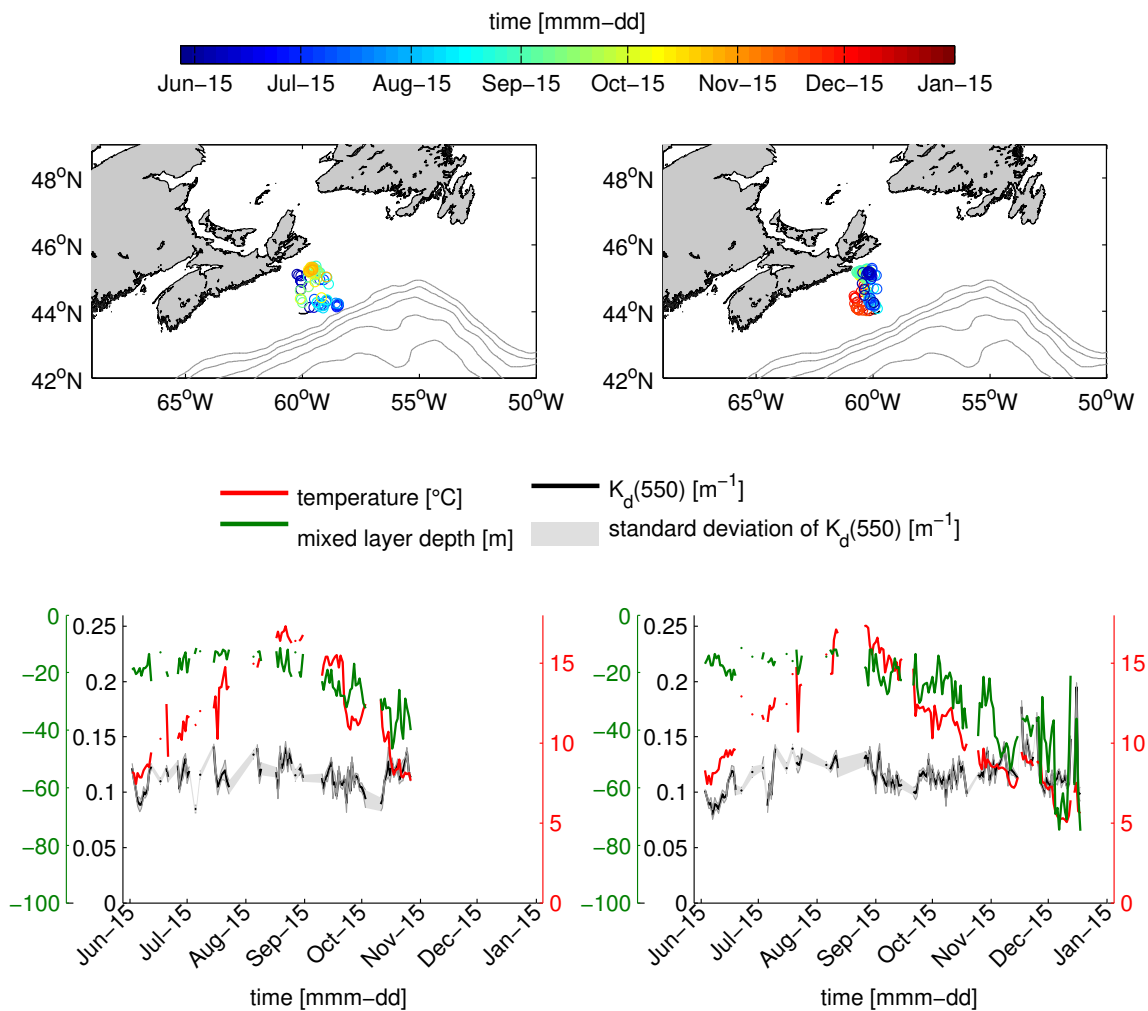 time [mmm−dd]
Jun−15 Jul−15 Aug−15 Sep−15 Oct−15 Nov−15 Dec−15 Jan−15
48°N 48°N
46°N 46°N
44°N 44°N
42°N 42°N
65°W 60°W 55°W 50°W 65°W 60°W 55°W 50°W
temperature [°C] K_d(550) [m⁻¹]
mixed layer depth [m] standard deviation of K_d(550) [m⁻¹]
0 0.25 0 0.25
−20 0.2 15 −20 0.2 15
−40 0.15 10 −40 0.15 10
−60 0.1 −60 0.1
−80 0.05 5 −80 0.05 5
−100 0 0 −100 0 0
Jun−15 Jul−15 Aug−15 Sep−15 Oct−15 Nov−15 Dec−15 Jan−15 Jun−15 Jul−15 Aug−15 Sep−15 Oct−15 Nov−15 Dec−15 Jan−15
time [mmm−dd] time [mmm−dd]